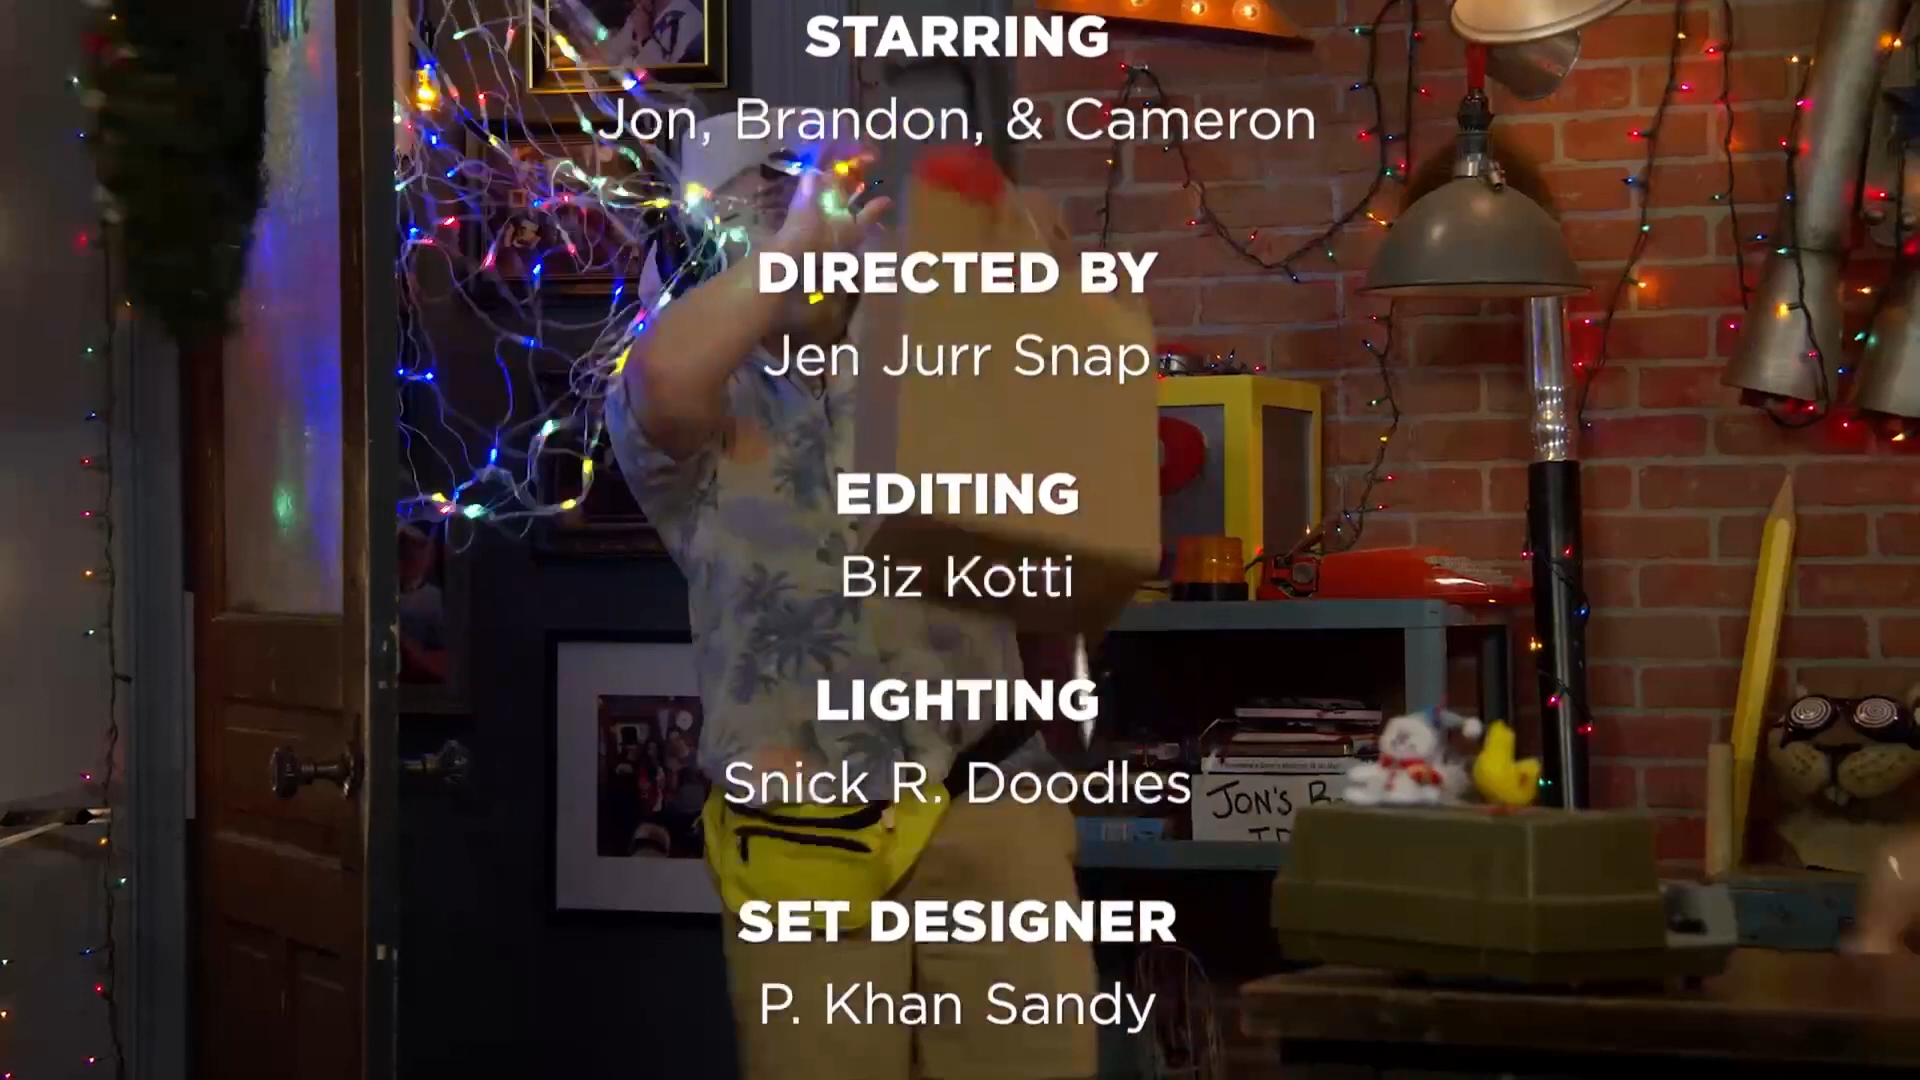 STARRING
Jon, Brandon, & Cameron
DIRECTED BY
Jen Jurr Snap
EDITING
Biz Kotti
LIGHTING
Snick R. Doodles
JON'S
SET DESIGNER
P. Khan Sandy